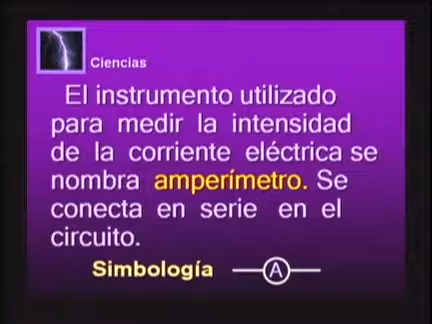 Ciencias
El instrumento utilizado
para medir la intensidad
de la corriente eléctrica se
nombra amperímetro. Se
conecta en serie en el
circuito.
Simbología A